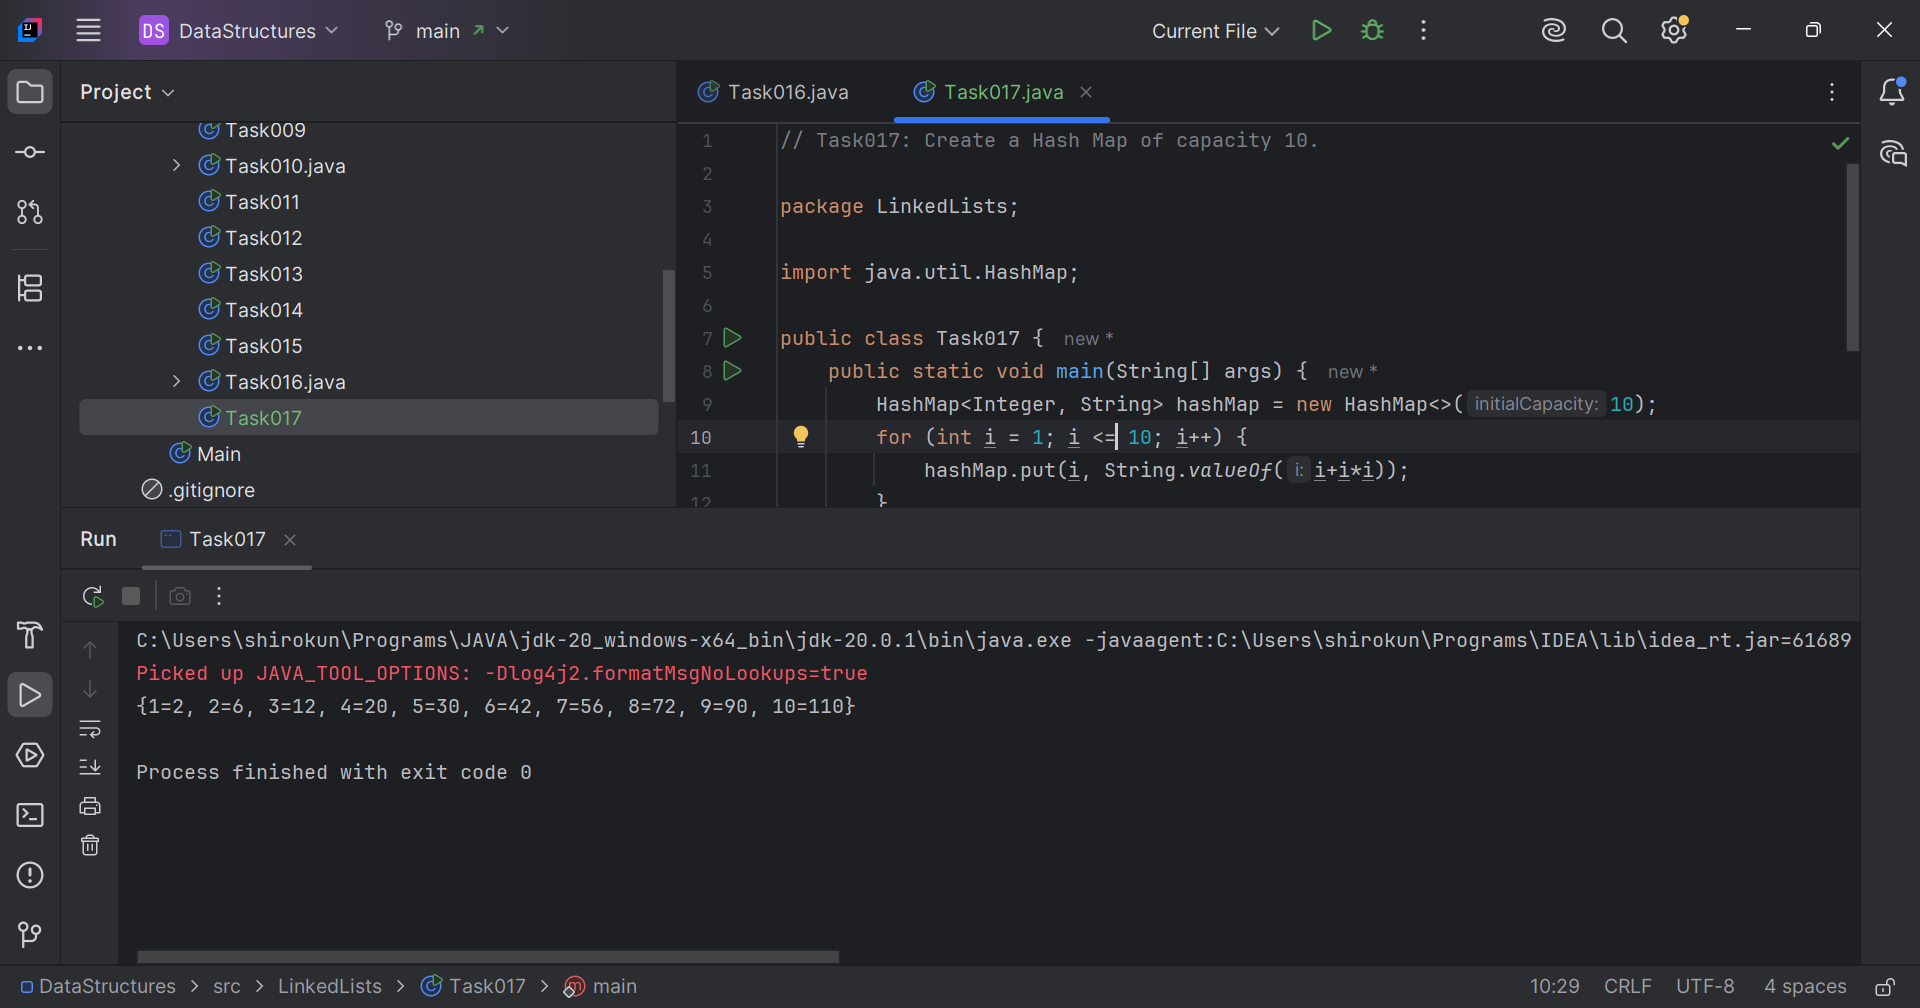 DS DataStructures main Current File
Project
Task016.java Task017.java
Task009
Task010.java
Task011
Task012
Task013
Task014
Task015
Task016.java
Task017
Main
.gitignore
1 // Task017: Create a Hash Map of capacity 10.
2
3 package LinkedLists;
4
5 import java.util.HashMap;
6
7 public class Task017 { new *
8 public static void main(String[] args) { new *
9 HashMap<Integer, String> hashMap = new HashMap<>( initialCapacity: 10);
10 for (int i = 1; i <= 10; i++) {
11 hashMap.put(i, String.valueOf( i: i+i*i));
12 }
Run Task017
C:\Users\shirokun\Programs\JAVA\jdk-20_windows-x64_bin\jdk-20.0.1\bin\java.exe -javaagent:C:\Users\shirokun\Programs\IDEA\lib\idea_rt.jar=61689
Picked up JAVA_TOOL_OPTIONS: -Dlog4j2.formatMsgNoLookups=true
{1=2, 2=6, 3=12, 4=20, 5=30, 6=42, 7=56, 8=72, 9=90, 10=110}
Process finished with exit code 0
DataStructures > src > LinkedLists > Task017 > main 10:29 CRLF UTF-8 4 spaces